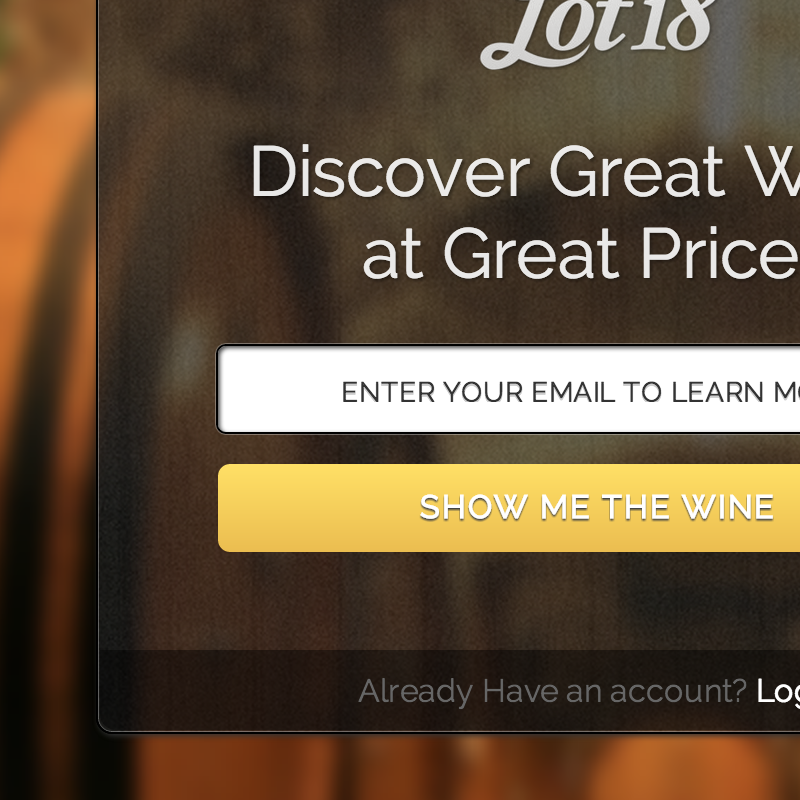 Lot18
Discover Great
at Great Price
ENTER YOUR EMAIL TO LEARN
SHOW ME THE WINE
Already Have an account?